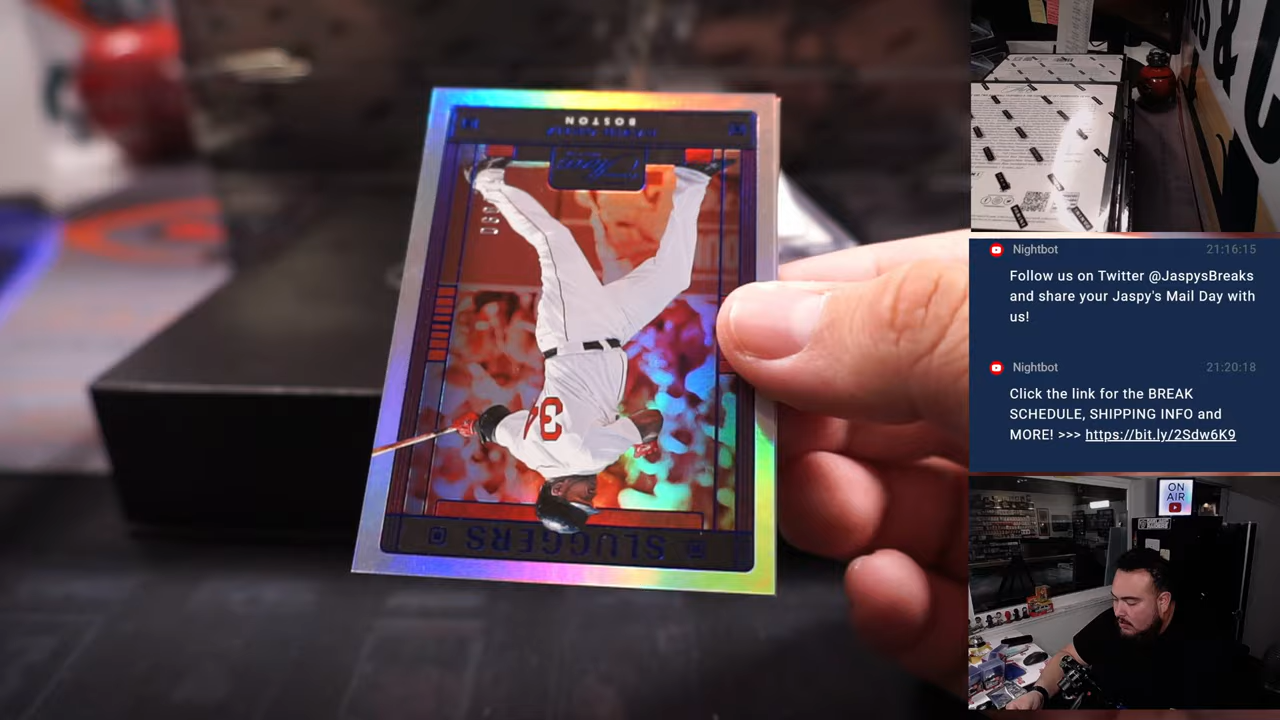 BOSTON
34
SLUGGERS
Nightbot 21:16:15
Follow us on Twitter @JaspysBreaks
and share your Jaspy's Mail Day with
us!
Nightbot 21:20:18
Click the link for the BREAK
SCHEDULE, SHIPPING INFO and
MORE! >>> https://bit.ly/2Sdw6K9
ON
AIR